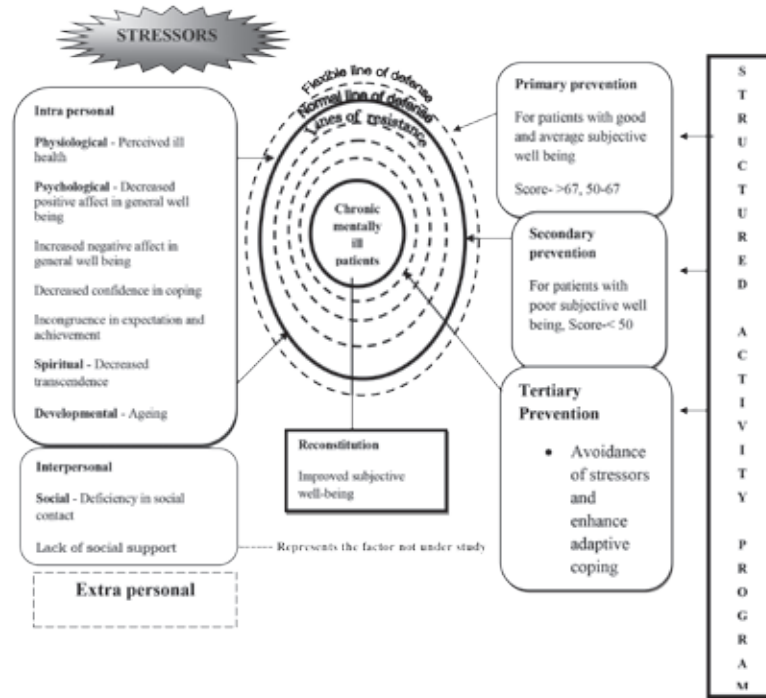 STRESSORS
Intra personal
Physiological - Perceived ill
health
Psychological - Decreased
positive affect in general well
being
Increased negative affect in
general well being
Decreased confidence in coping
Incongruence in expectation and
achievement
Spiritual - Decreased
transcendence
Developmental - Ageing
Interpersonal
Social - Deficiency in social
contact
Lack of social support
Extra personal
Flexible line of defense
Normal line of defense
Lines of resistance
Chronic
mentally
ill
patients
Reconstitution
Improved subjective
well-being
Represents the factor not under study
Primary prevention
For patients with good
and average subjective
well being
Score- >67, 50-67
Secondary
prevention
For patients with
poor subjective well
being, Score-< 50
Tertiary
Prevention
• Avoidance
of stressors
and
enhance
adaptive
coping
STRUCTURED ACTIVITY PROGRAM